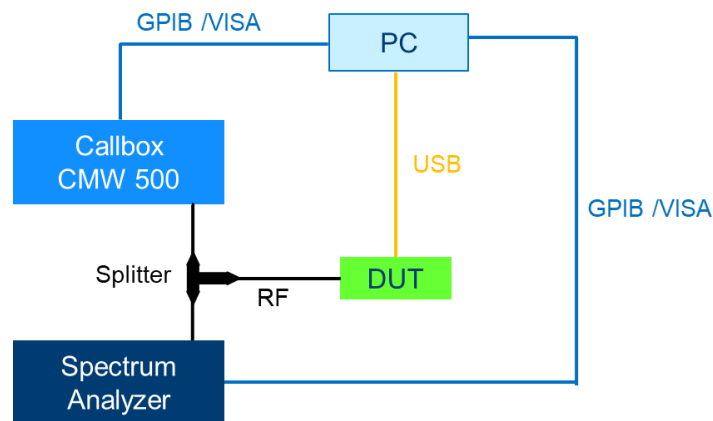 GPIB /VISA
PC
Callbox
CMW 500
USB
GPIB /VISA
Splitter
RF
DUT
Spectrum
Analyzer